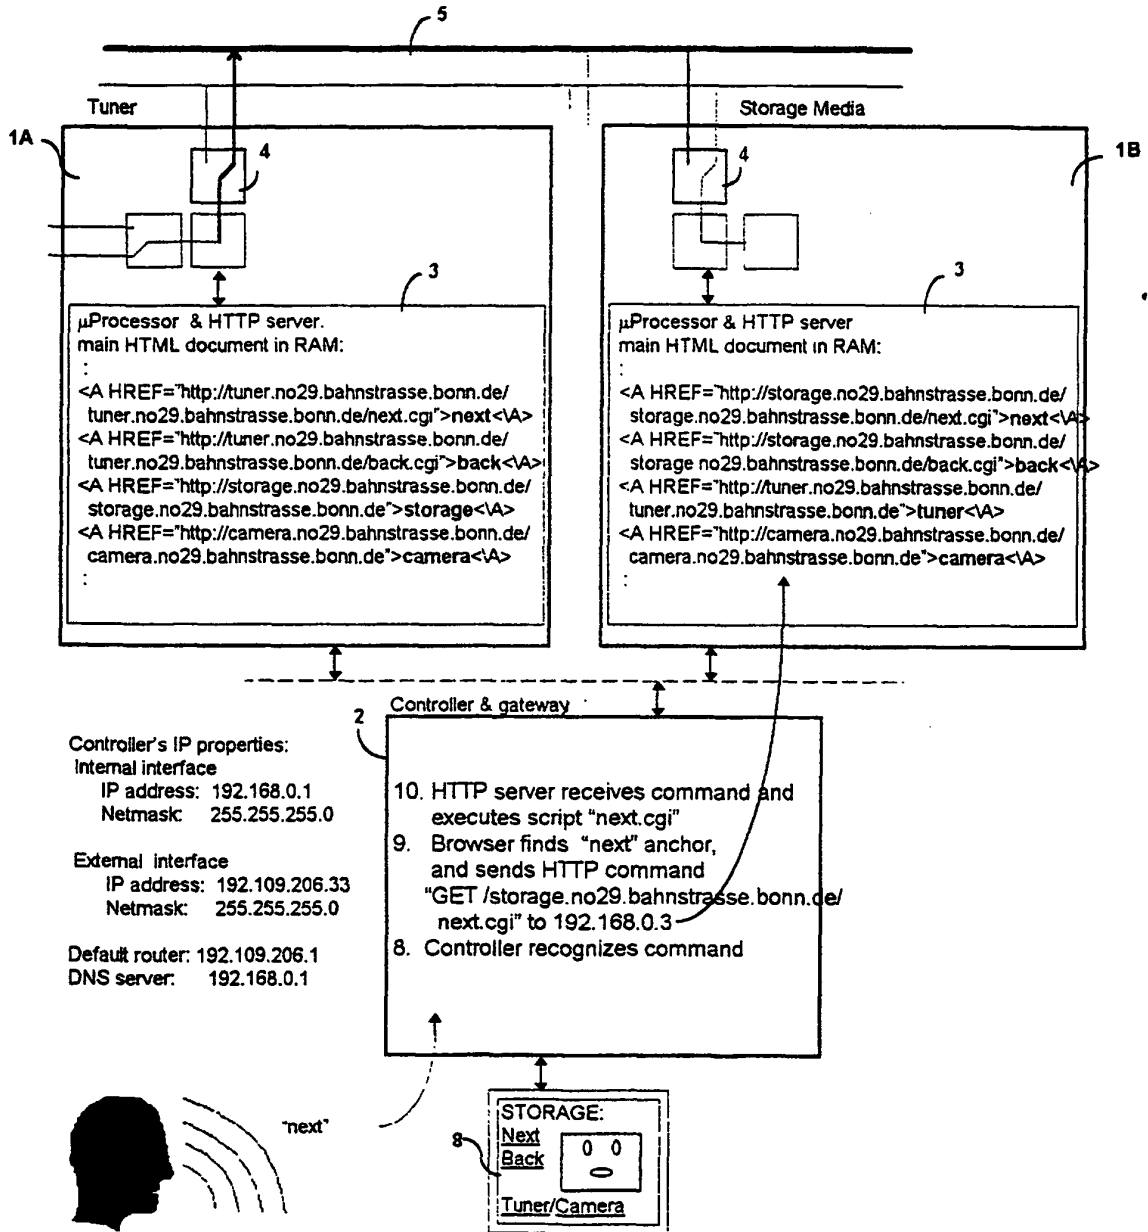 5
Tuner
Storage Media
1A
4
4
1B
3
3
µProcessor & HTTP server.
main HTML document in RAM:
:
<A HREF="http://tuner.no29.bahnstrasse.bonn.de/
tuner.no29.bahnstrasse.bonn.de/next.cgi">next<\A>
<A HREF="http://tuner.no29.bahnstrasse.bonn.de/
tuner.no29.bahnstrasse.bonn.de/back.cgi">back<\A>
<A HREF="http://storage.no29.bahnstrasse.bonn.de/
storage.no29.bahnstrasse.bonn.de">storage<\A>
<A HREF="http://camera.no29.bahnstrasse.bonn.de/
camera.no29.bahnstrasse.bonn.de">camera<\A>
:
µProcessor & HTTP server
main HTML document in RAM:
:
<A HREF="http://storage.no29.bahnstrasse.bonn.de/
storage.no29.bahnstrasse.bonn.de/next.cgi">next<\A>
<A HREF="http://storage.no29.bahnstrasse.bonn.de/
storage no29.bahnstrasse.bonn.de/back.cgi">back<\A>
<A HREF="http://tuner.no29.bahnstrasse.bonn.de/
tuner.no29.bahnstrasse.bonn.de">tuner<\A>
<A HREF="http://camera.no29.bahnstrasse.bonn.de/
camera.no29.bahnstrasse.bonn.de">camera<\A>
:
Controller & gateway
2
Controller's IP properties:
Internal interface
IP address: 192.168.0.1
Netmask: 255.255.255.0
External interface
IP address: 192.109.206.33
Netmask: 255.255.255.0
Default router: 192.109.206.1
DNS server: 192.168.0.1
10. HTTP server receives command and
executes script "next.cgi"
9. Browser finds "next" anchor,
and sends HTTP command
"GET /storage.no29.bahnstrasse.bonn.de/
next.cgi" to 192.168.0.3
8. Controller recognizes command
"next"
8
STORAGE:
Next
Back
Tuner/Camera